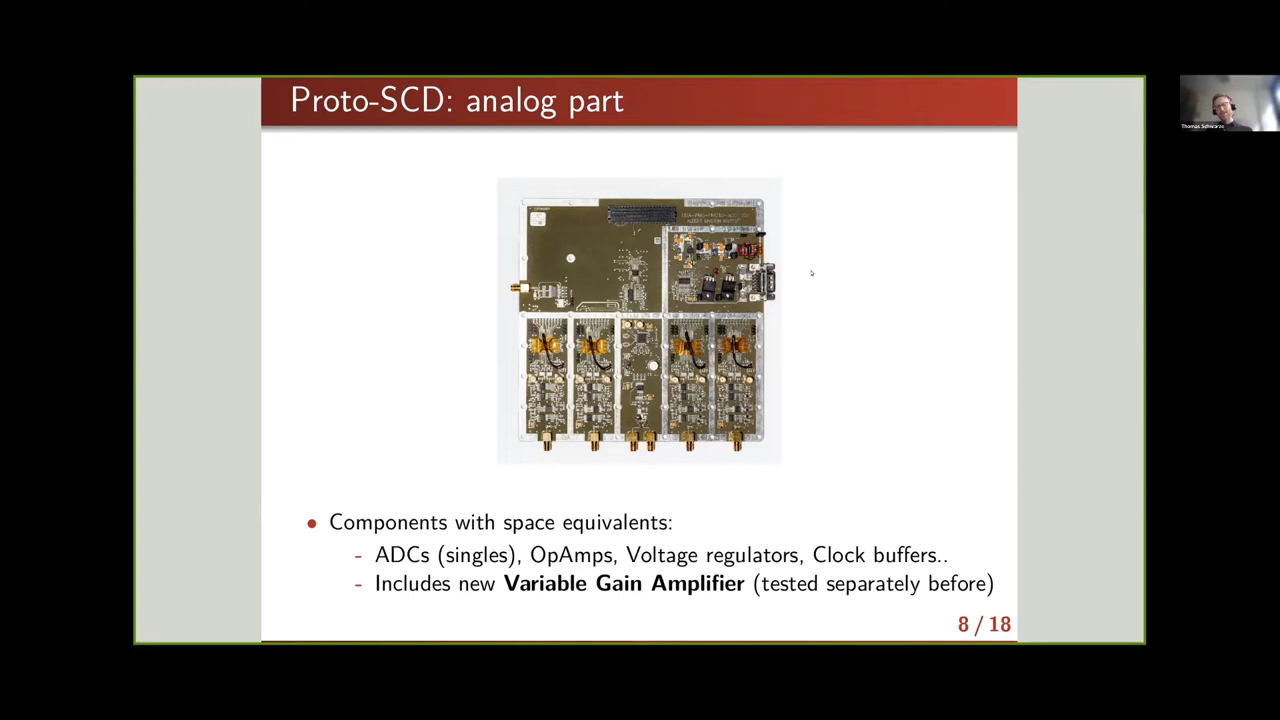 Proto-SCD: analog part
Thomas Schwarze
• Components with space equivalents:
- ADCs (singles), OpAmps, Voltage regulators, Clock buffers..
- Includes new Variable Gain Amplifier (tested separately before)
8 / 18